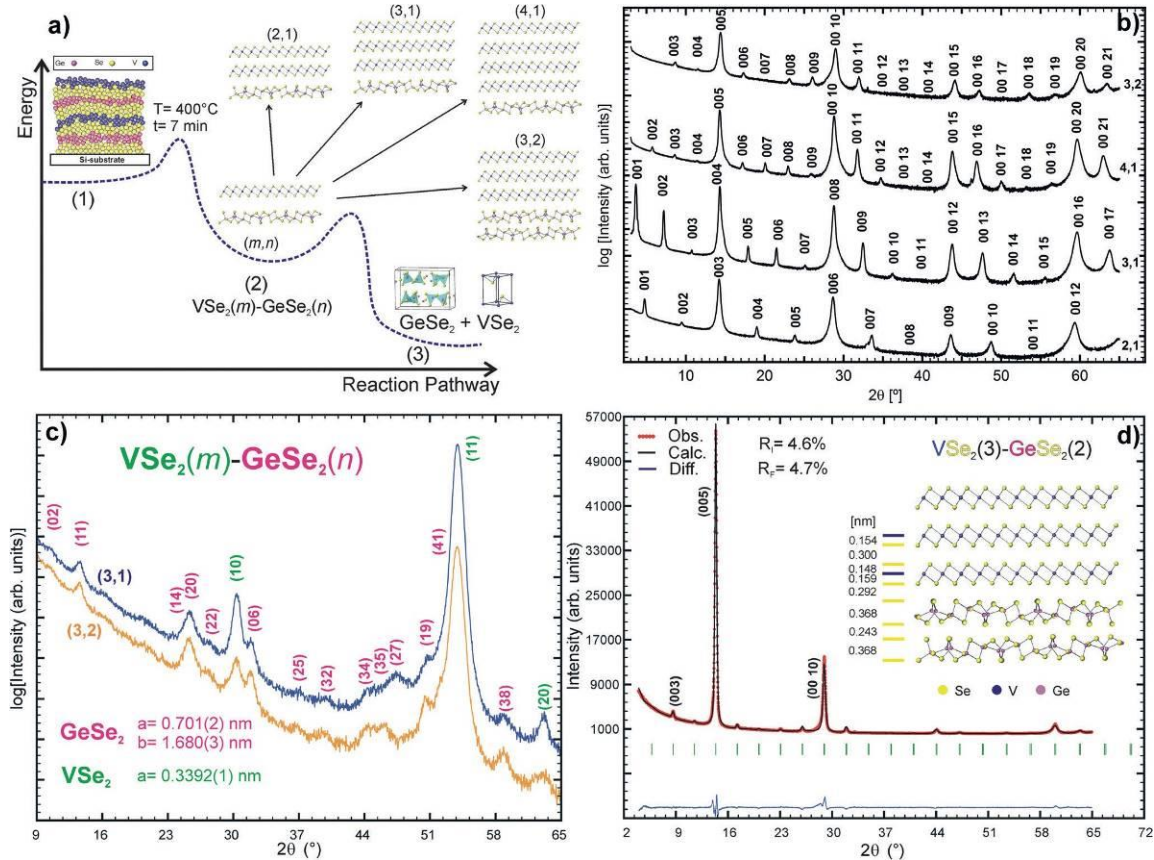 a)
Energy
Ge Se V
T= 400°C
t= 7 min
Si-substrate
(1)
(2,1)
(3,1)
(4,1)
(3,2)
(m,n)
(2)
VSe₂(m)-GeSe₂(n)
GeSe₂ + VSe₂
(3)
Reaction Pathway
b)
log [Intensity (arb. units)]
003 004 005 006 007 008 009 00 10 00 11 00 12 00 13 00 14 00 15 00 16 00 17 00 18 00 19 00 20 00 21
3,2
002 003 004 005 006 007 008 009 00 10 00 11 00 12 00 13 00 14 00 15 00 16 00 17 00 18 00 19 00 20 00 21
4,1
001 002 003 004 005 006 007 008 009 00 10 00 11 00 12 00 13 00 14 00 15 00 16 00 17
3,1
001 002 003 004 005 006 007 008 009 00 10 00 11 00 12
2,1
10 20 30 40 50 60
2θ [º]
c)
VSe₂(m)-GeSe₂(n)
log[Intensity (arb. units)]
(02) (11) (14) (20) (22) (10) (06) (25) (32) (34) (35) (27) (19) (41) (11) (38) (20)
(3,1)
(3,2)
GeSe₂ a= 0.701(2) nm
b= 1.680(3) nm
VSe₂ a= 0.3392(1) nm
9 16 23 30 37 44 51 58 65
2θ (°)
d)
Intensity (arb. units)
57000
49000
41000
33000
25000
17000
9000
1000
Obs.
Calc.
Diff.
R_I= 4.6%
R_F= 4.7%
VSe₂(3)-GeSe₂(2)
[nm]
0.154
0.300
0.148
0.159
0.292
0.368
0.243
0.368
Se V Ge
(003) (005) (00 10)
2 9 16 23 30 37 44 51 58 65 72
2θ (°)